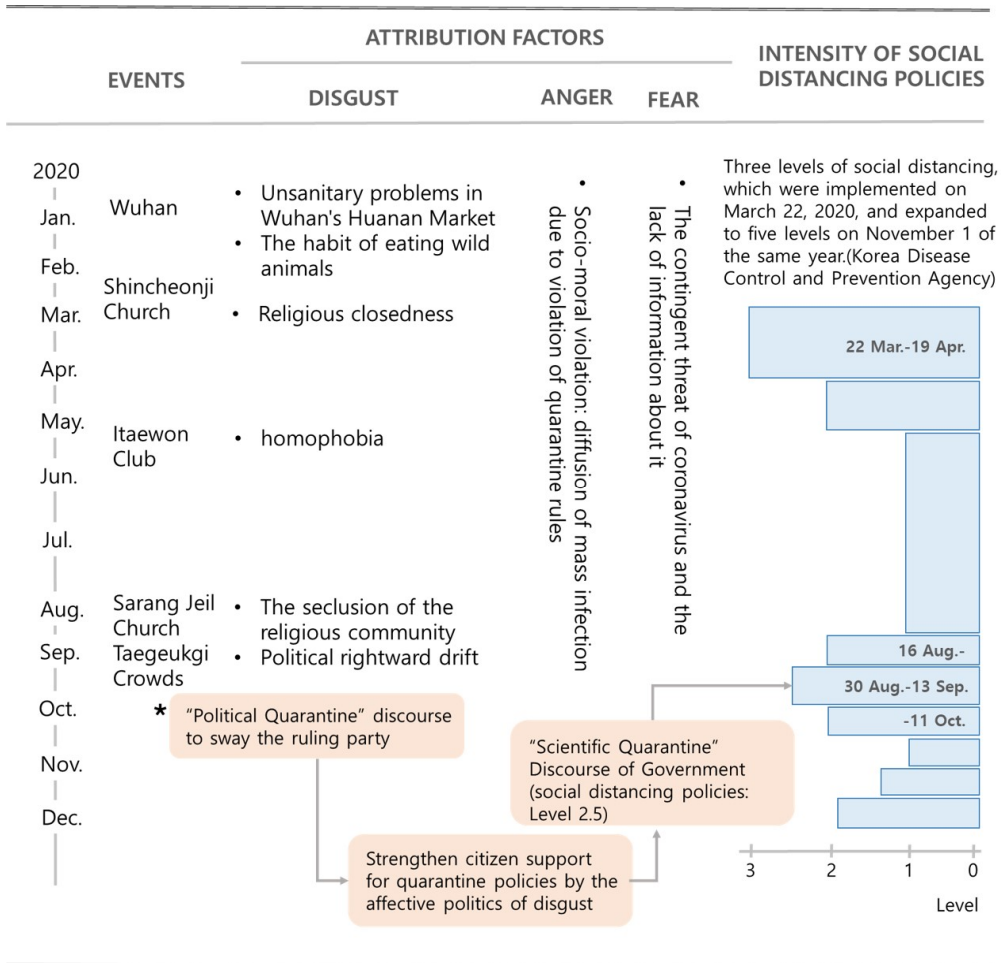 ATTRIBUTION FACTORS
INTENSITY OF SOCIAL
DISTANCING POLICIES
EVENTS
DISGUST
ANGER
FEAR
2020
Jan.
Feb.
Mar.
Apr.
May.
Jun.
Jul.
Aug.
Sep.
Oct.
Nov.
Dec.
Wuhan
• Unsanitary problems in
Wuhan's Huanan Market
• The habit of eating wild
animals
Shincheonji
Church
• Religious closedness
Itaewon
Club
• homophobia
Sarang Jeil
Church
Taegeukgi
Crowds
• The seclusion of the
religious community
• Political rightward drift
• Socio-moral violation: diffusion of mass infection
due to violation of quarantine rules
• The contingent threat of coronavirus and the
lack of information about it
Three levels of social distancing,
which were implemented on
March 22, 2020, and expanded
to five levels on November 1 of
the same year.(Korea Disease
Control and Prevention Agency)
22 Mar.-19 Apr.
16 Aug.-
30 Aug.-13 Sep.
-11 Oct.
* “Political Quarantine” discourse
to sway the ruling party
“Scientific Quarantine”
Discourse of Government
(social distancing policies:
Level 2.5)
Strengthen citizen support
for quarantine policies by the
affective politics of disgust
3 2 1 0
Level